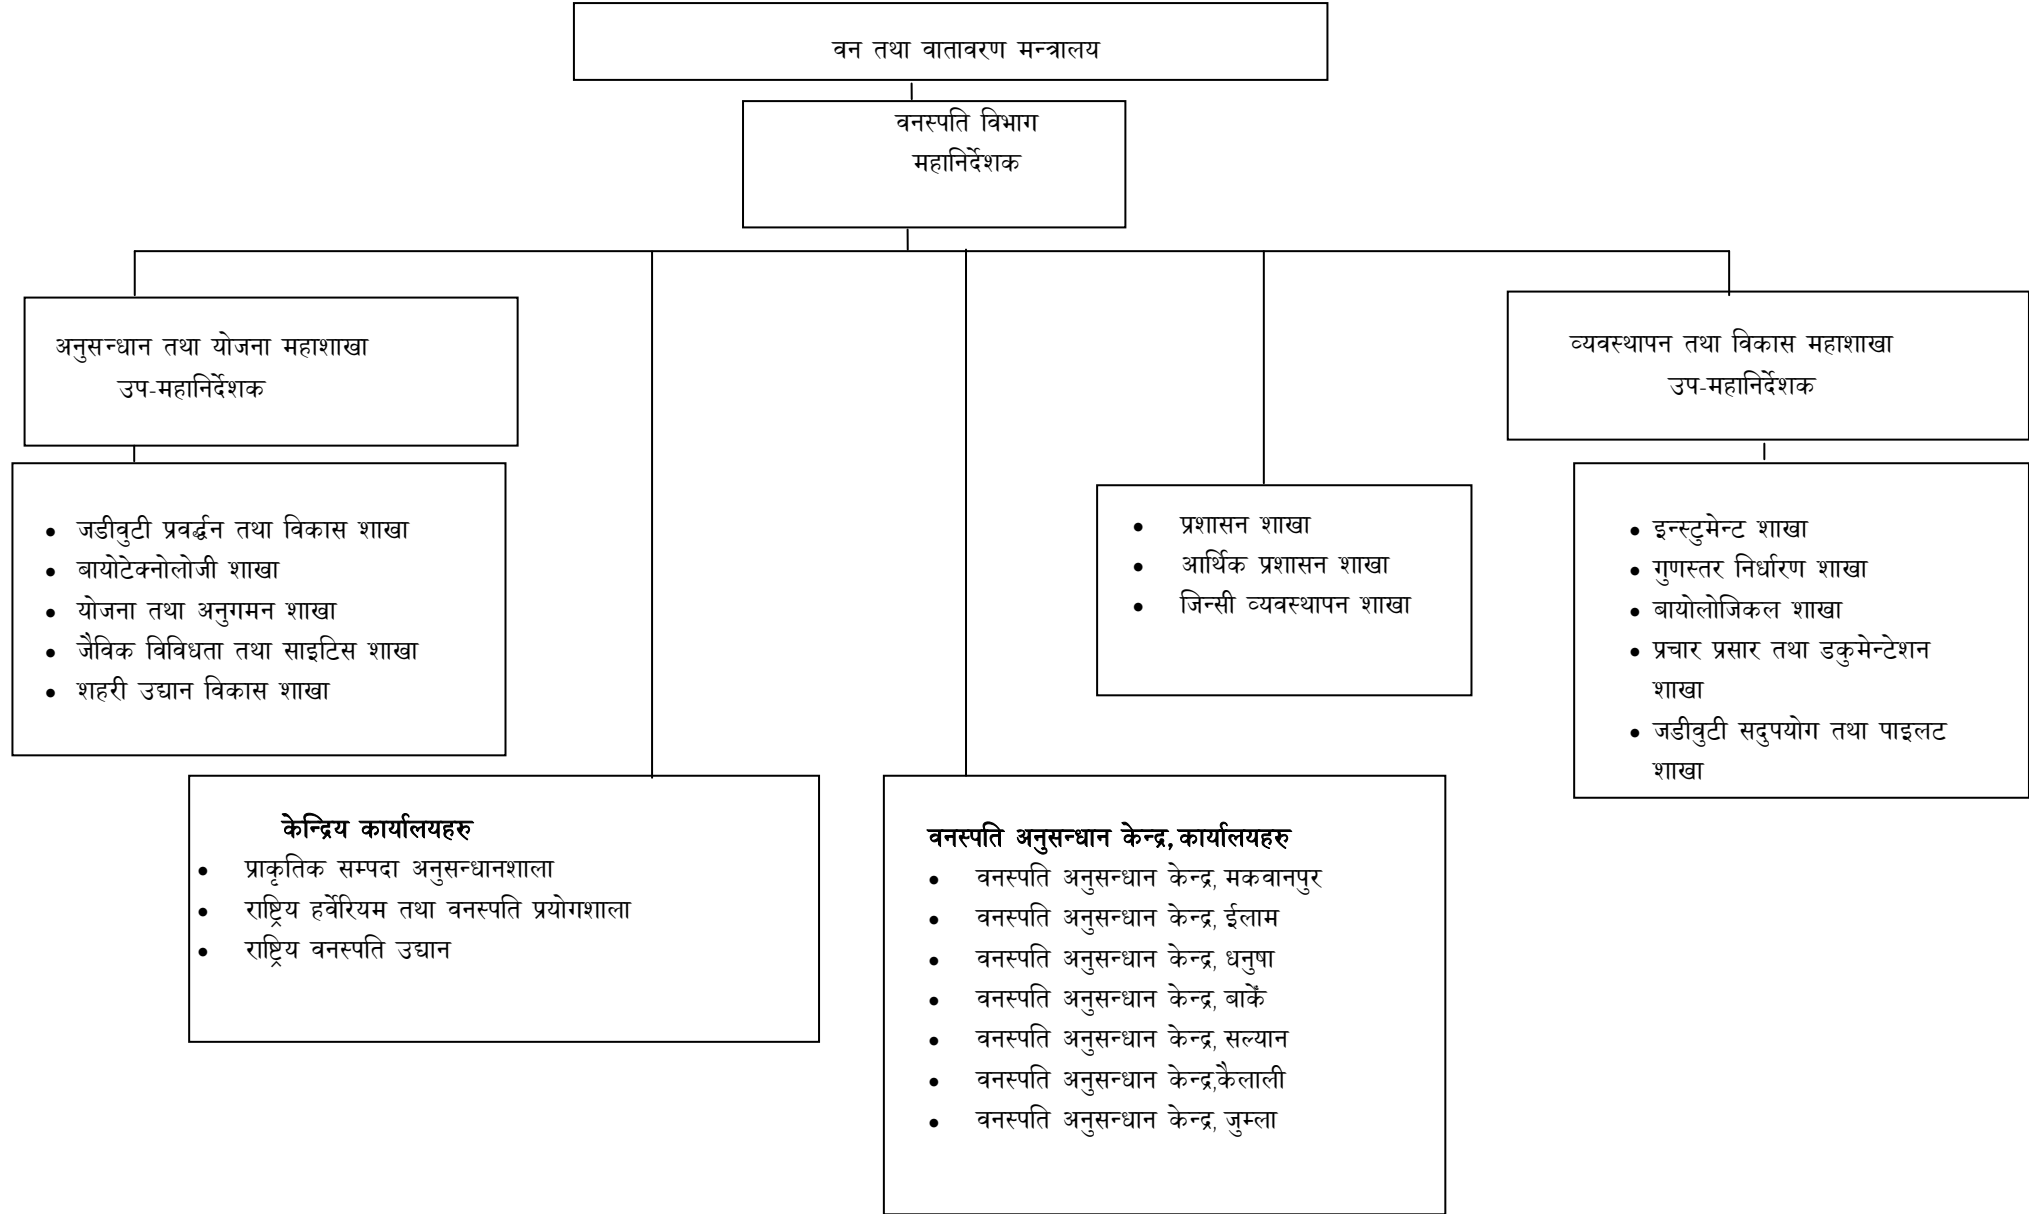 वन तथा वातावरण मन्त्रालय
वनस्पति विभाग
महानिर्देशक
अनुसन्धान तथा योजना महाशाखा
उप-महानिर्देशक
व्यवस्थापन तथा विकास महाशाखा
उप-महानिर्देशक
• जडीवुटी प्रवर्द्धन तथा विकास शाखा
• बायोटेक्नोलोजी शाखा
• योजना तथा अनुगमन शाखा
• जैविक विविधता तथा साइटिस शाखा
• शहरी उद्यान विकास शाखा
• प्रशासन शाखा
• आर्थिक प्रशासन शाखा
• जिन्सी व्यवस्थापन शाखा
• इन्स्टुमेन्ट शाखा
• गुणस्तर निर्धारण शाखा
• बायोलोजिकल शाखा
• प्रचार प्रसार तथा डकुमेन्टेशन
शाखा
• जडीवुटी सदुपयोग तथा पाइलट
शाखा
केन्द्रिय कार्यालयहरु
• प्राकृतिक सम्पदा अनुसन्धानशाला
• राष्ट्रिय हर्वेरियम तथा वनस्पति प्रयोगशाला
• राष्ट्रिय वनस्पति उद्यान
वनस्पति अनुसन्धान केन्द्र, कार्यालयहरु
• वनस्पति अनुसन्धान केन्द्र, मकवानपुर
• वनस्पति अनुसन्धान केन्द्र, ईलाम
• वनस्पति अनुसन्धान केन्द्र, धनुषा
• वनस्पति अनुसन्धान केन्द्र, बार्कें
• वनस्पति अनुसन्धान केन्द्र, सल्यान
• वनस्पति अनुसन्धान केन्द्र,कैलाली
• वनस्पति अनुसन्धान केन्द्र, जुम्ला